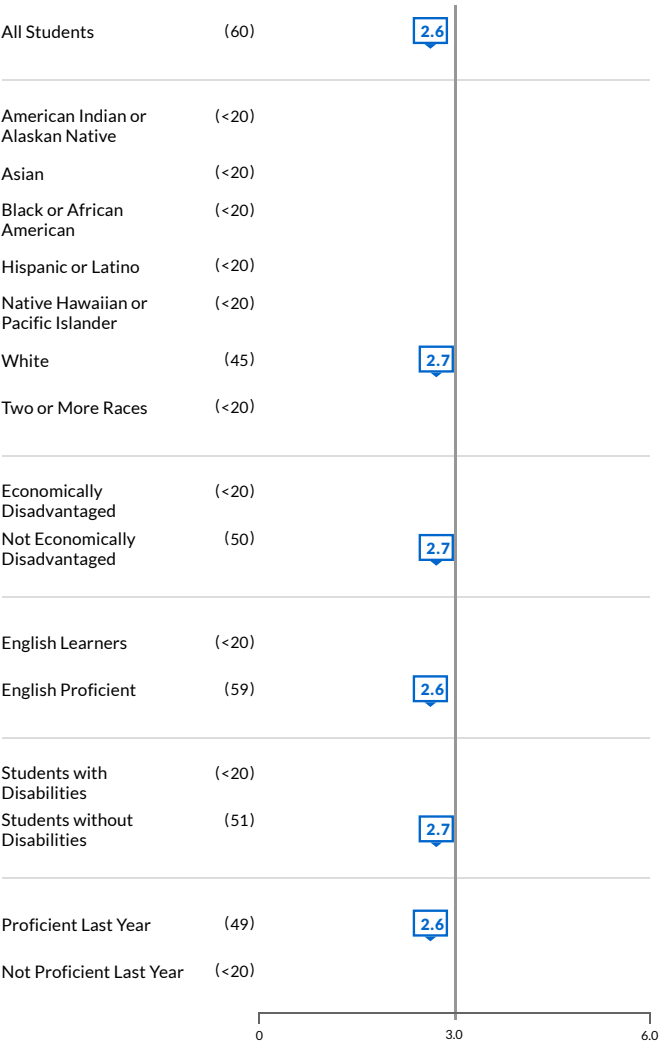 All Students (60) 2.6
American Indian or (<20)
Alaskan Native
Asian (<20)
Black or African (<20)
American
Hispanic or Latino (<20)
Native Hawaiian or (<20)
Pacific Islander
White (45) 2.7
Two or More Races (<20)
Economically (<20)
Disadvantaged
Not Economically (50) 2.7
Disadvantaged
English Learners (<20)
English Proficient (59) 2.6
Students with (<20)
Disabilities
Students without (51) 2.7
Disabilities
Proficient Last Year (49) 2.6
Not Proficient Last Year (<20)
0 3.0 6.0